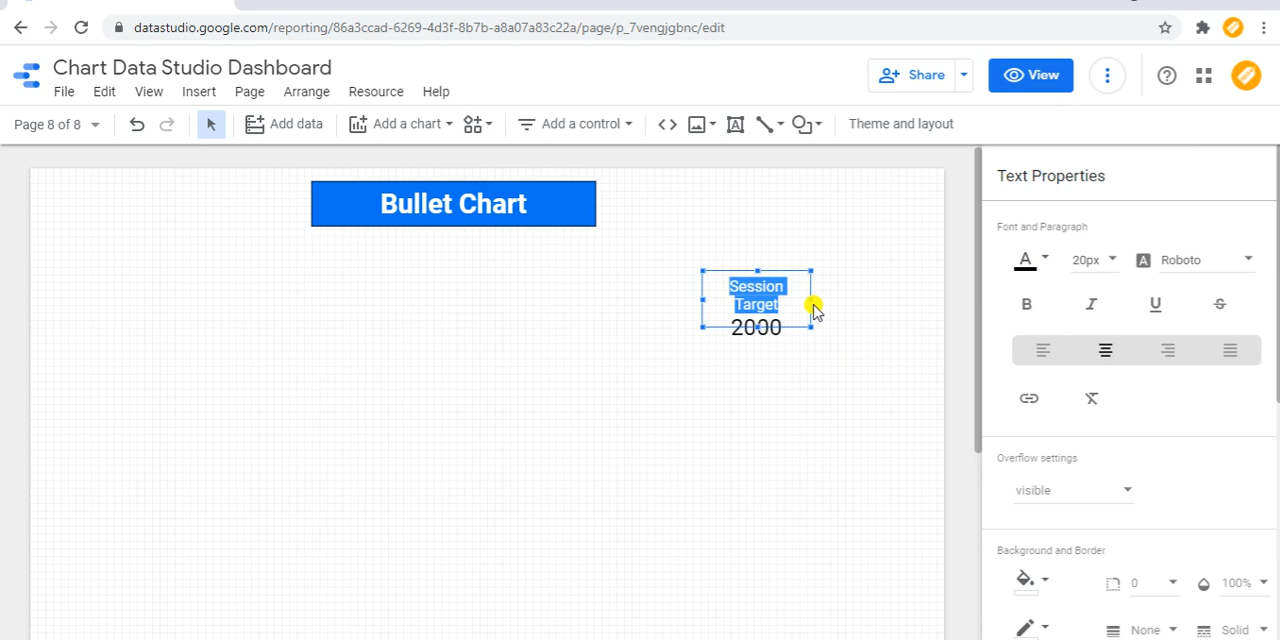 datastudio.google.com/reporting/86a3ccad-6269-4d3f-8b7b-a8a07a83c22a/page/p_7vengjgbnc/edit
Chart Data Studio Dashboard
File Edit View Insert Page Arrange Resource Help
Share
View
Page 8 of 8
Add data
Add a chart
Add a control
Theme and layout
Bullet Chart
Session
Target
2000
Text Properties
Font and Paragraph
A 20px A Roboto
B I U S
Overflow settings
visible
Background and Border
0 100%
None Solid